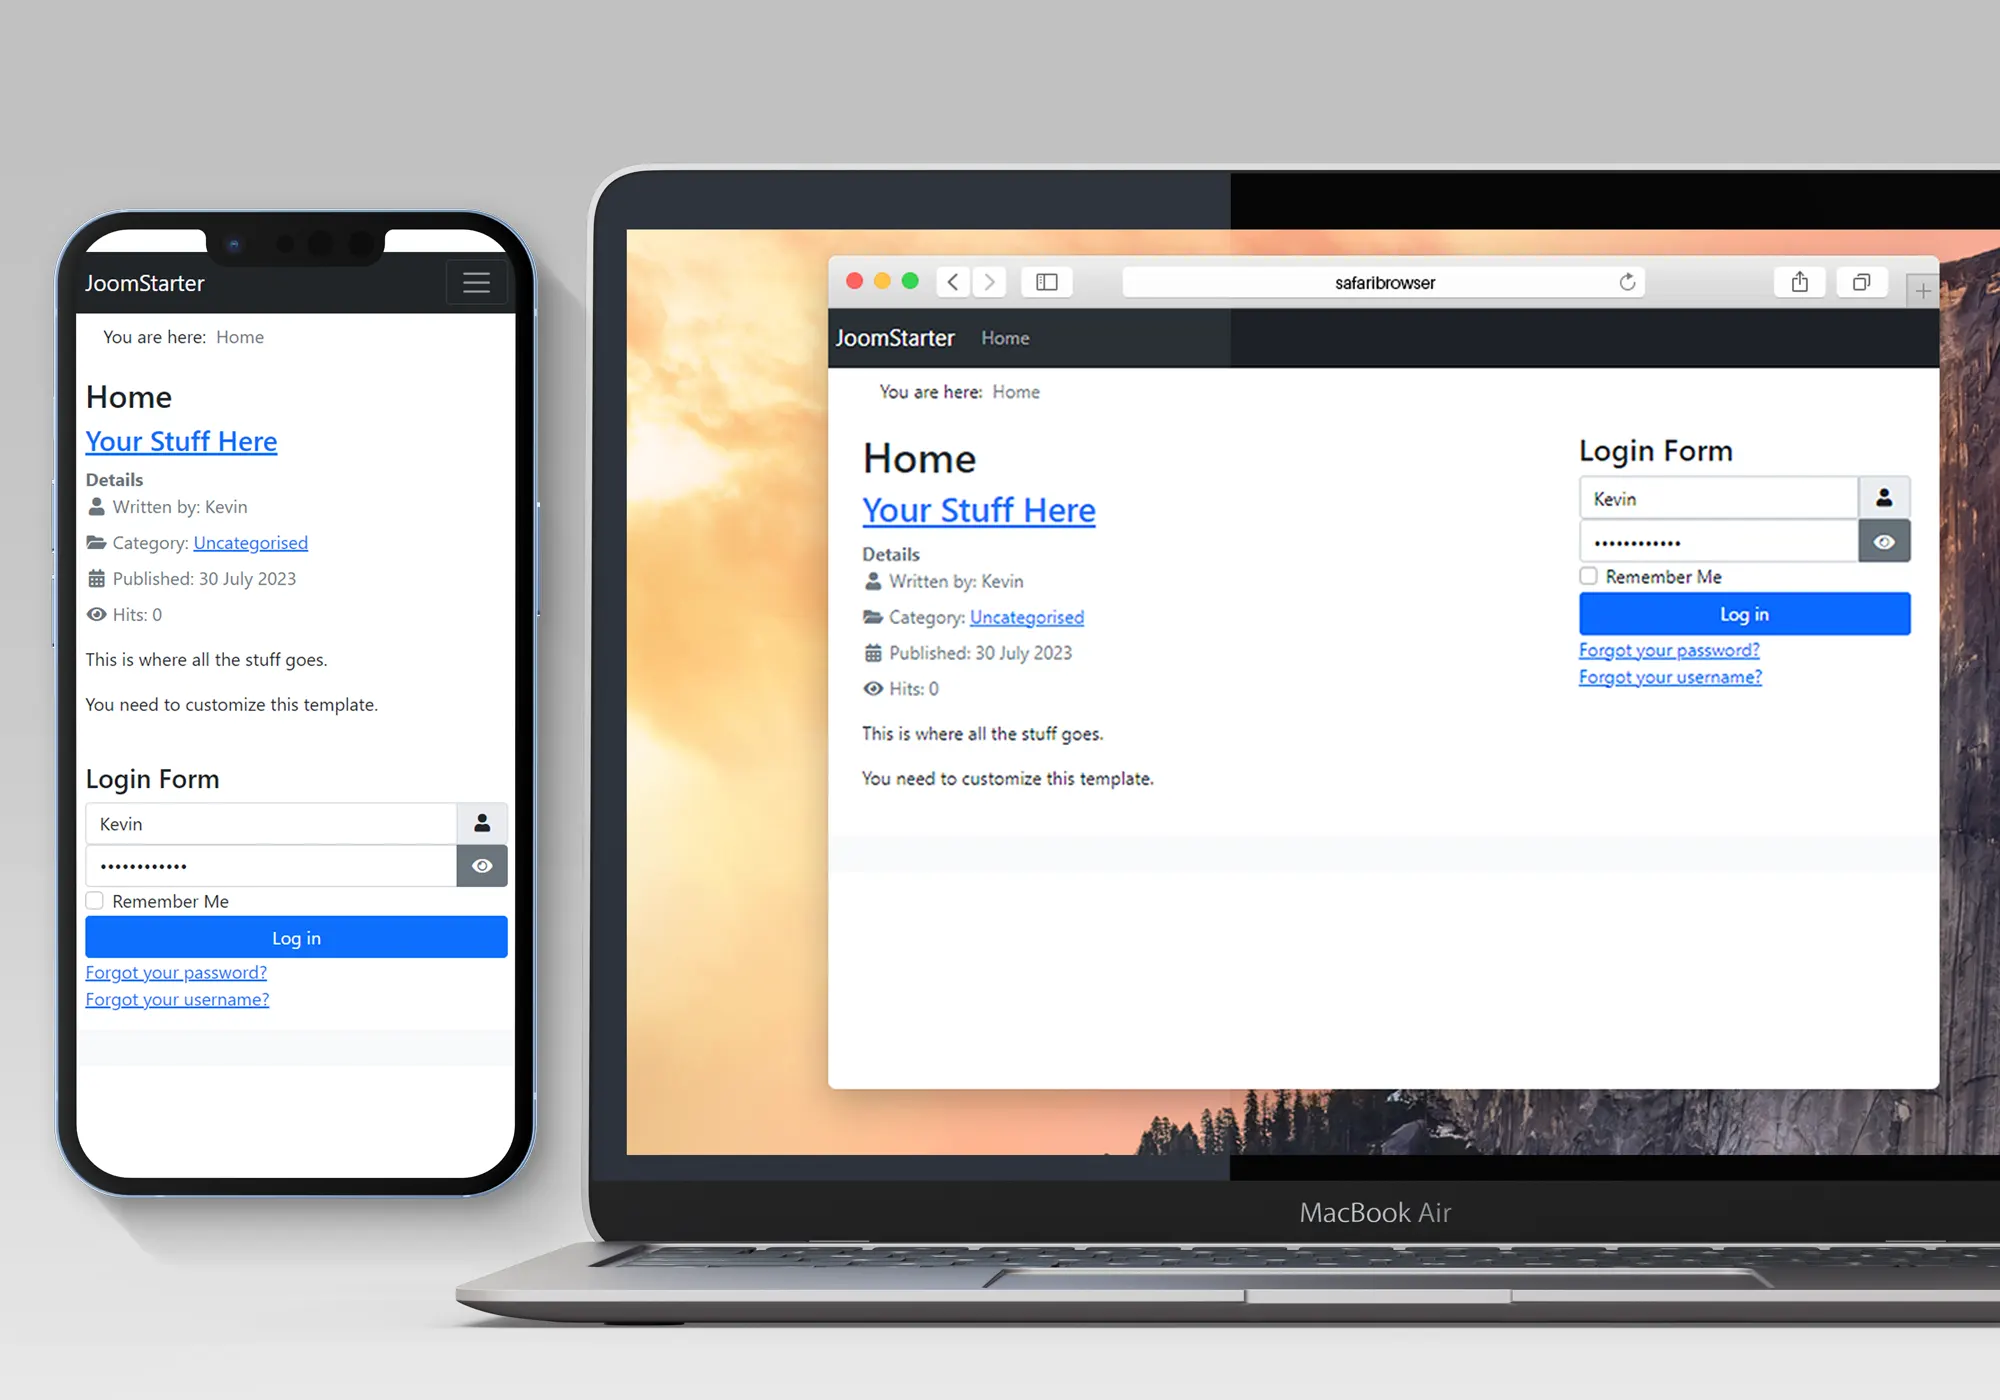 JoomStarter
You are here: Home
Home
Your Stuff Here
Details
Written by: Kevin
Category: Uncategorised
Published: 30 July 2023
Hits: 0
This is where all the stuff goes.
You need to customize this template.
Login Form
Kevin
••••••••••••
Remember Me
Log in
Forgot your password?
Forgot your username?
safaribrowser
JoomStarter Home
You are here: Home
Home
Your Stuff Here
Details
Written by: Kevin
Category: Uncategorised
Published: 30 July 2023
Hits: 0
This is where all the stuff goes.
You need to customize this template.
Login Form
Kevin
••••••••••••
Remember Me
Log in
Forgot your password?
Forgot your username?
MacBook Air